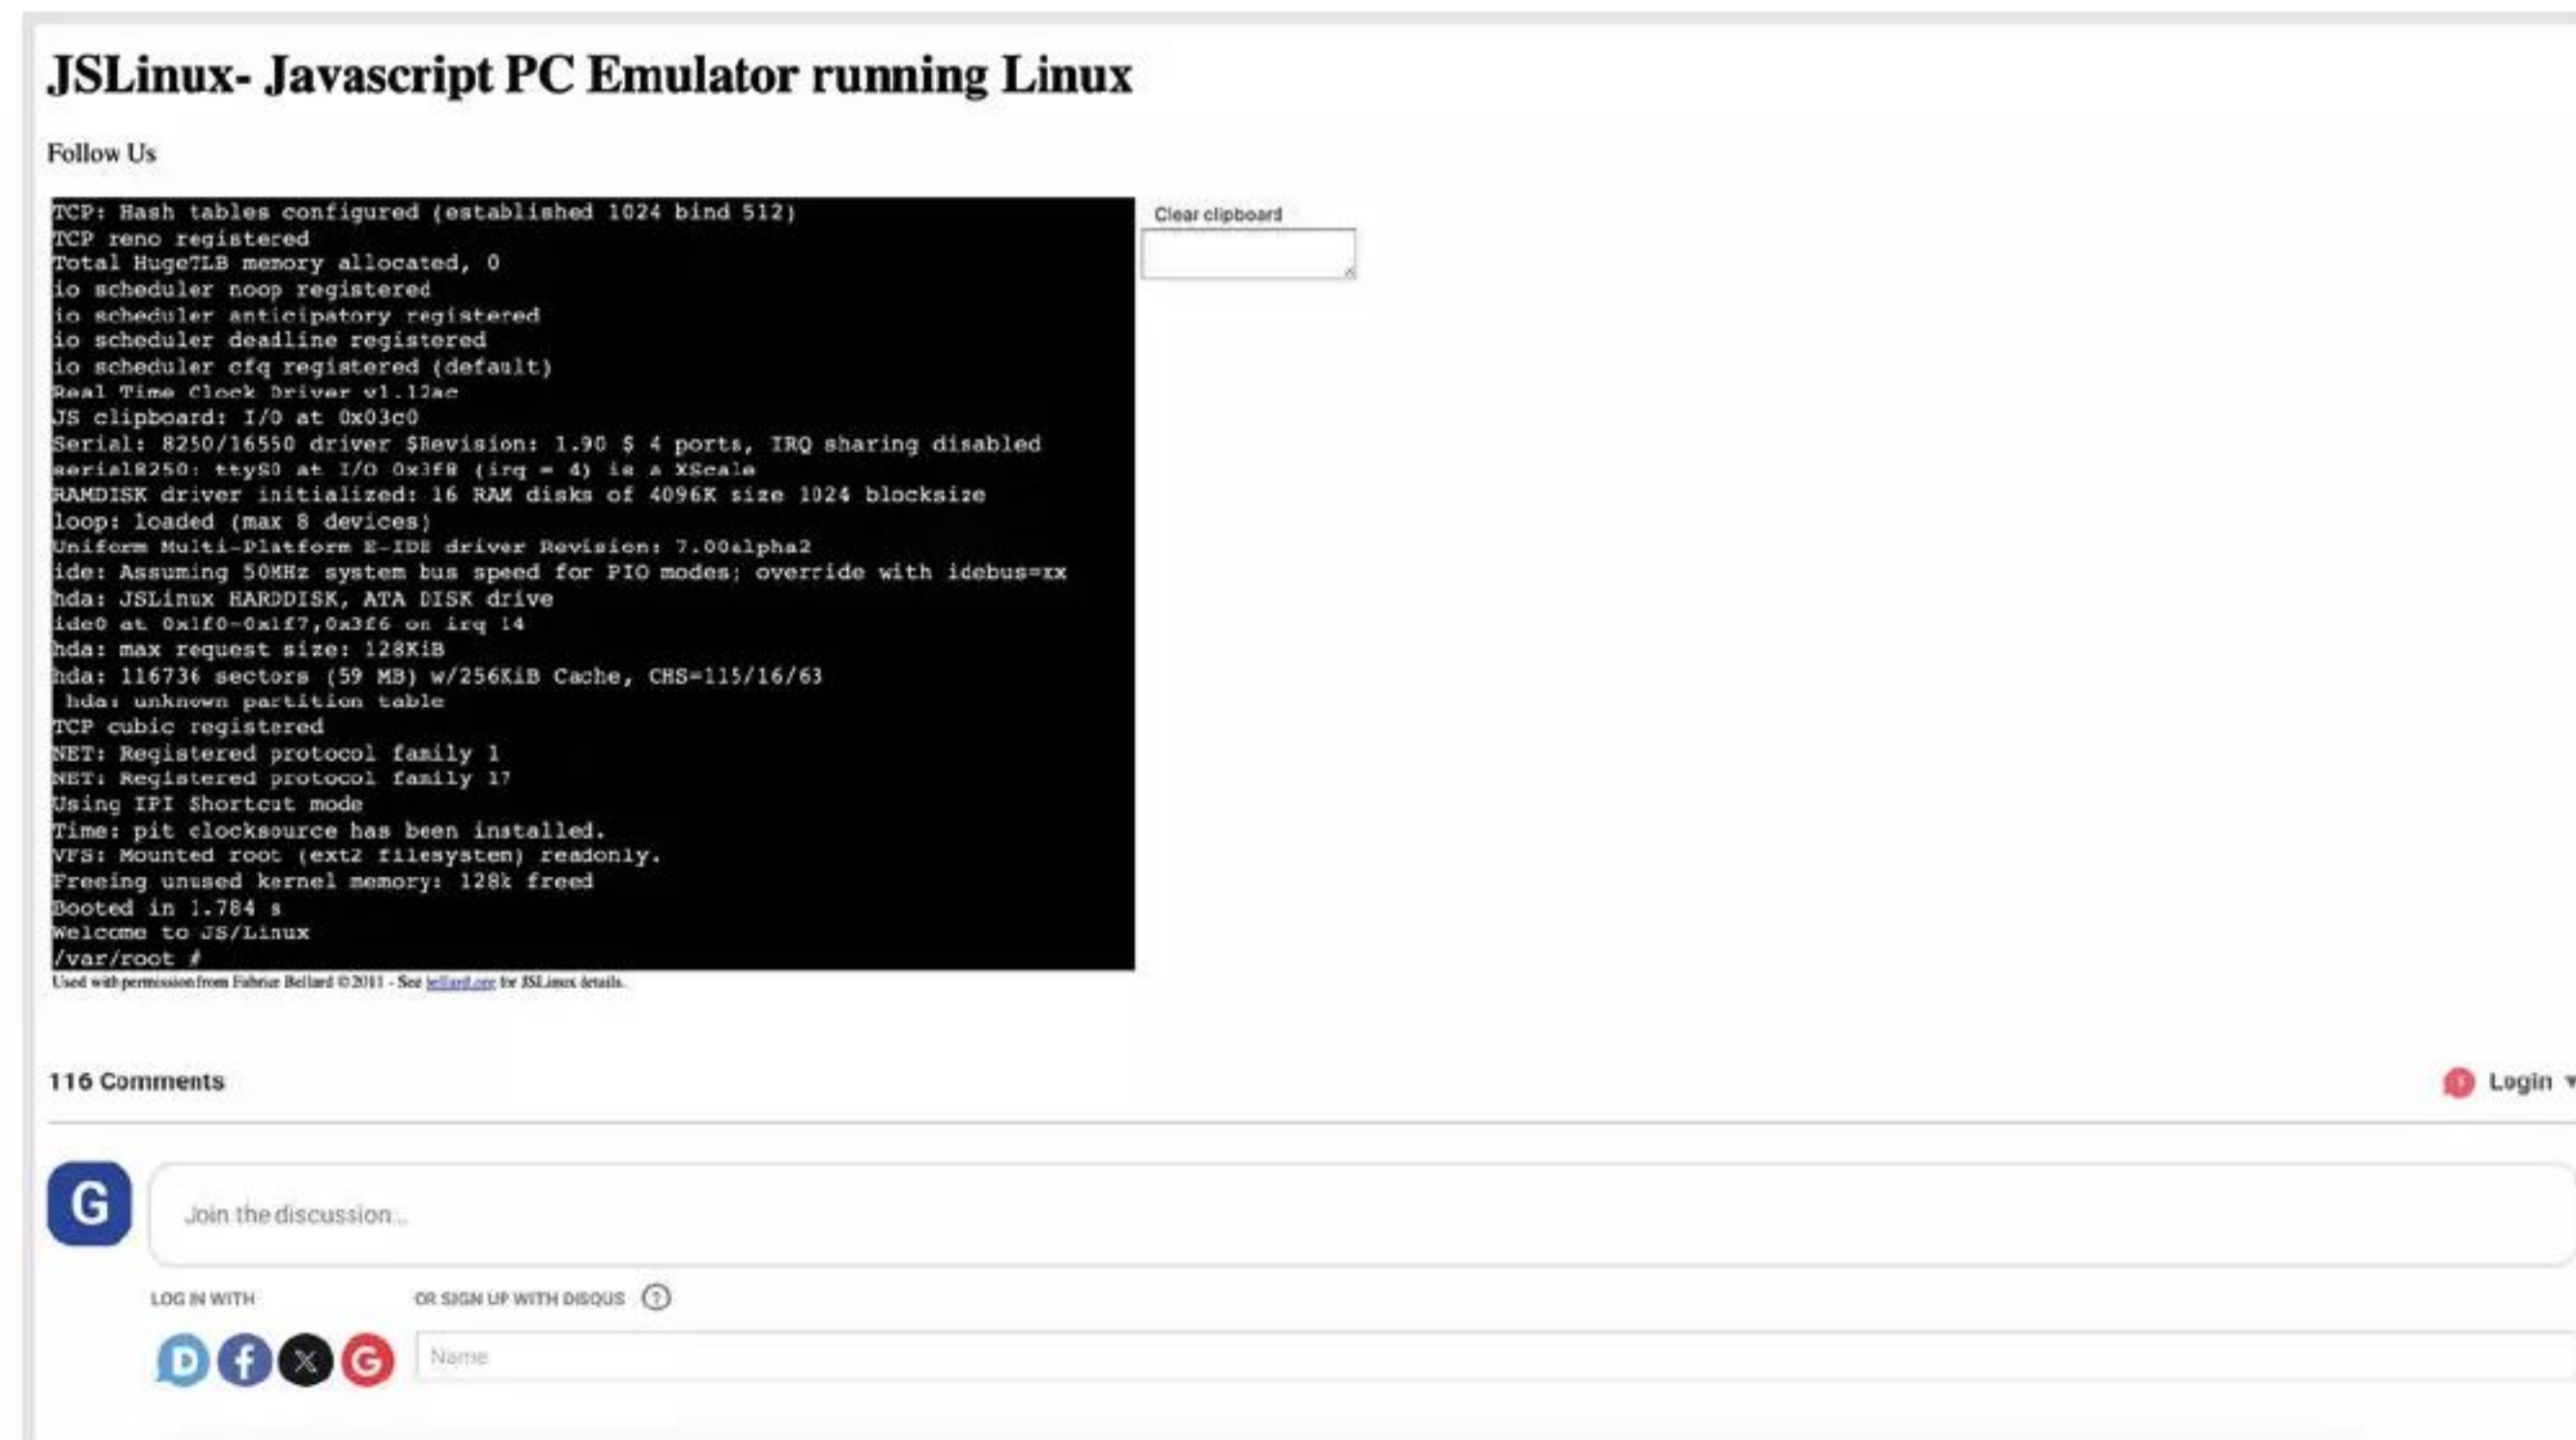 JSLinux- Javascript PC Emulator running Linux
Follow Us
TCP: Hash tables configured (established 1024 bind 512)
TCP reno registered
Total HugeTLB memory allocated, 0
io scheduler noop registered
io scheduler anticipatory registered
io scheduler deadline registered
io scheduler cfq registered (default)
Real Time Clock Driver v1.12ac
JS clipboard: I/O at 0x03c0
Serial: 8250/16550 driver $Revision: 1.90 $ 4 ports, IRQ sharing disabled
serial8250: ttyS0 at I/O 0x3f8 (irq = 4) is a XScale
RAMDISK driver initialized: 16 RAM disks of 4096K size 1024 blocksize
loop: loaded (max 8 devices)
Uniform Multi-Platform E-IDE driver Revision: 7.00alpha2
ide: Assuming 50MHz system bus speed for PIO modes; override with idebus=xx
hda: JSLinux HARDDISK, ATA DISK drive
ide0 at 0x1f0-0x1f7,0x3f6 on irq 14
hda: max request size: 128KiB
hda: 116736 sectors (59 MB) w/256KiB Cache, CHS=115/16/63
hda: unknown partition table
TCP cubic registered
NET: Registered protocol family 1
NET: Registered protocol family 17
Using IPI Shortcut mode
Time: pit clocksource has been installed.
VFS: Mounted root (ext2 filesystem) readonly.
Freeing unused kernel memory: 128k freed
Booted in 1.784 s
Welcome to JS/Linux
/var/root #
Clear clipboard
Used with permission from Fabrice Bellard © 2011 - See bellard.org for JSLinux details.
116 Comments
Login
G
Join the discussion...
LOG IN WITH
OR SIGN UP WITH DISQUS ?
D f X G
Name